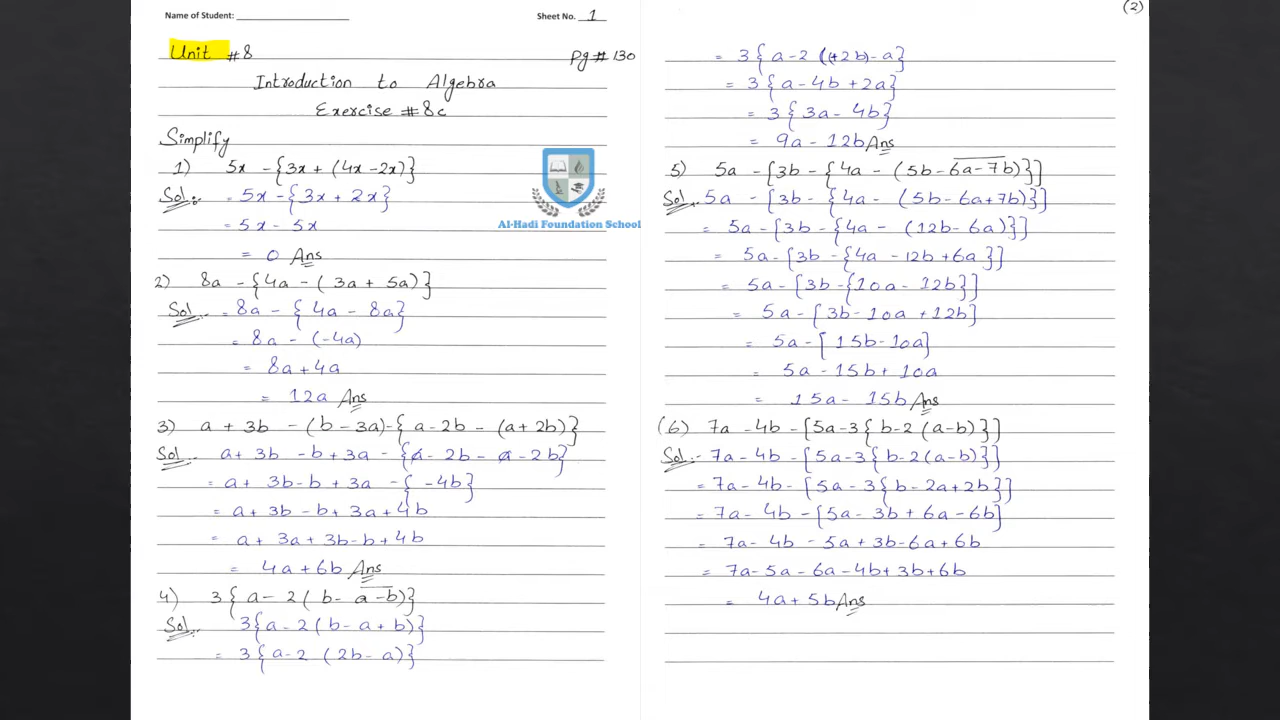 Name of Student:
Sheet No. 1
Unit #8
Pg# 130
Introduction to Algebra
Exercise #8c
Simplify
1) 5x - {3x + (4x - 2x)}
Sol:. = 5x - {3x + 2x}
= 5x - 5x
= 0 Ans
2) 8a - {4a - (3a + 5a)}
Sol.. = 8a - {4a - 8a}
= 8a - (-4a)
= 8a + 4a
= 12a Ans
3) a + 3b - (b - 3a) - {a - 2b - (a + 2b)}
Sol a + 3b - b + 3a - {a - 2b - a - 2b}
= a + 3b - b + 3a - {-4b}
= a + 3b - b + 3a + 4b
= a + 3a + 3b - b + 4b
= 4a + 6b Ans
4) 3{a - 2(b - a̅ ̅-̅ ̅b̅)}
Sol.. 3{a - 2(b - a + b)}
= 3{a - 2 (2b - a)}
Al-Hadi Foundation School
(2)
= 3{a - 2 ((+2b) - a}
= 3{a - 4b + 2a}
= 3{3a - 4b}
= 9a - 12b Ans
5) 5a - [3b - {4a - (5b - 6̅a̅ ̅-̅ ̅7̅b̅)}]
Sol.. 5a - [3b - {4a - (5b - 6a + 7b)}]
= 5a - [3b - {4a - (12b - 6a)}]
= 5a - [3b - {4a - 12b + 6a}]
= 5a - [3b - {10a - 12b}]
= 5a - [3b - 10a + 12b]
= 5a - [15b - 10a]
= 5a - 15b + 10a
= 15a - 15b Ans
(6) 7a - 4b - [5a - 3{b - 2(a - b)}]
Sol.- 7a - 4b - [5a - 3{b - 2(a - b)}]
= 7a - 4b - [5a - 3{b - 2a + 2b}]
= 7a - 4b - [5a - 3b + 6a - 6b]
= 7a - 4b - 5a + 3b - 6a + 6b
= 7a - 5a - 6a - 4b + 3b + 6b
= 4a + 5b Ans